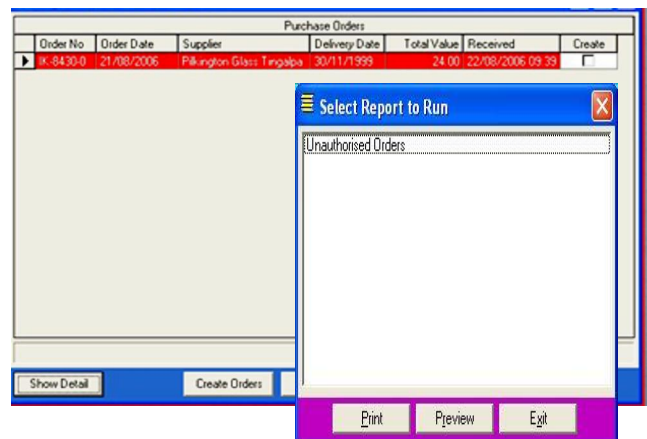 Purchase Orders
Order No Order Date Supplier Delivery Date Total Value Received Create
IK-8430-0 21/08/2006 Pilkington Glass Tingalpa 30/11/1999 24.00 22/08/2006 09:39
Select Report to Run
Unauthorised Orders
Show Detail Create Orders
Print Preview Exit